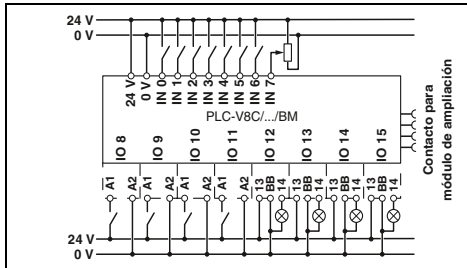 24 V
0 V
24 V
0 V
IN 0
IN 1
IN 2
IN 3
IN 4
IN 5
IN 6
IN 7
PLC-V8C/.../BM
IO 8
IO 9
IO 10
IO 11
IO 12
IO 13
IO 14
IO 15
Contacto para
módulo de ampliación
A1
A2
A1
A2
A1
A2
A1
A2
13
BB
14
13
BB
14
13
BB
14
13
BB
14
24 V
0 V